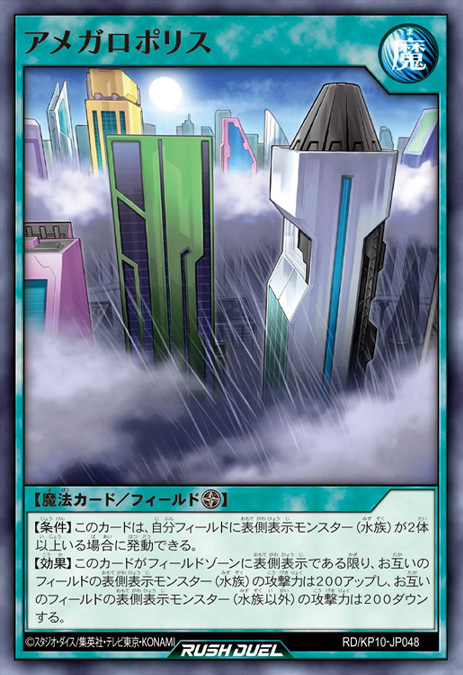 アメガロポリス
魔
ま
【魔法カード／フィールド】
【条件】このカードは、自分フィールドに表側表示モンスター（水族）が2体
以上いる場合に発動できる。
【効果】このカードがフィールドゾーンに表側表示である限り、お互いの
フィールドの表側表示モンスター（水族）の攻撃力は200アップし、お互い
のフィールドの表側表示モンスター（水族以外）の攻撃力は200ダウン
する。
©スタジオ・ダイス/集英社・テレビ東京・KONAMI
RUSH DUEL
RD/KP10-JP048